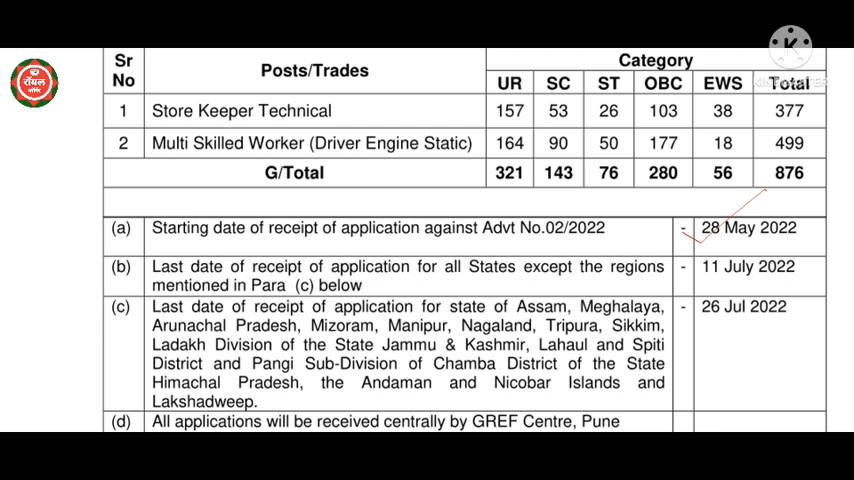 Sr No Posts/Trades Category
UR SC ST OBC EWS Total
1 Store Keeper Technical 157 53 26 103 38 377
2 Multi Skilled Worker (Driver Engine Static) 164 90 50 177 18 499
G/Total 321 143 76 280 56 876
(a) Starting date of receipt of application against Advt No.02/2022 - 28 May 2022
(b) Last date of receipt of application for all States except the regions - 11 July 2022
mentioned in Para (c) below
(c) Last date of receipt of application for state of Assam, Meghalaya, - 26 Jul 2022
Arunachal Pradesh, Mizoram, Manipur, Nagaland, Tripura, Sikkim,
Ladakh Division of the State Jammu & Kashmir, Lahaul and Spiti
District and Pangi Sub-Division of Chamba District of the State
Himachal Pradesh, the Andaman and Nicobar Islands and
Lakshadweep.
(d) All applications will be received centrally by GREF Centre, Pune
रॉयल
K
KINEMASTER